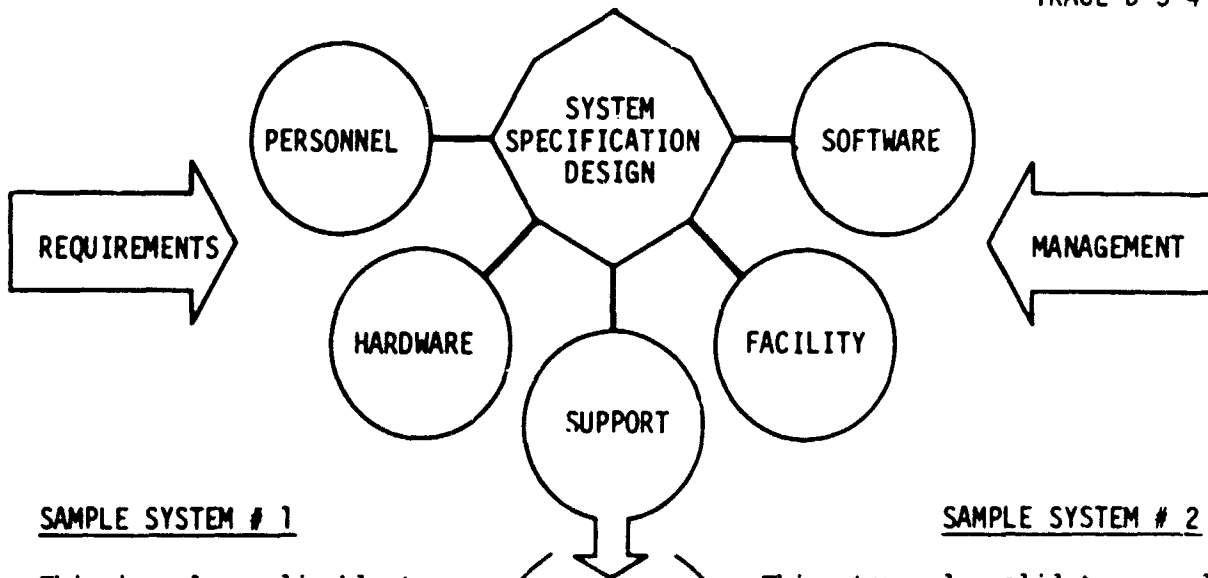 SYSTEM
SPECIFICATION
DESIGN
PERSONNEL
SOFTWARE
REQUIREMENTS
MANAGEMENT
HARDWARE
FACILITY
SUPPORT
SAMPLE SYSTEM # 1
SAMPLE SYSTEM # 2